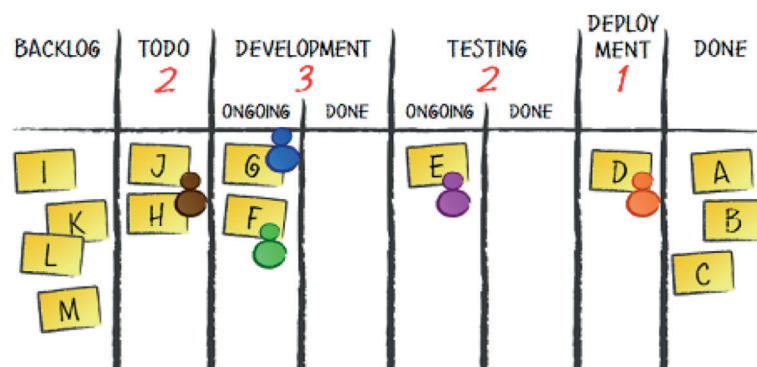 BACKLOG TODO DEVELOPMENT TESTING DEPLOY MENT DONE
2 3 2 1
ONGOING DONE ONGOING DONE
I J G E D A
K H F B
L C
M